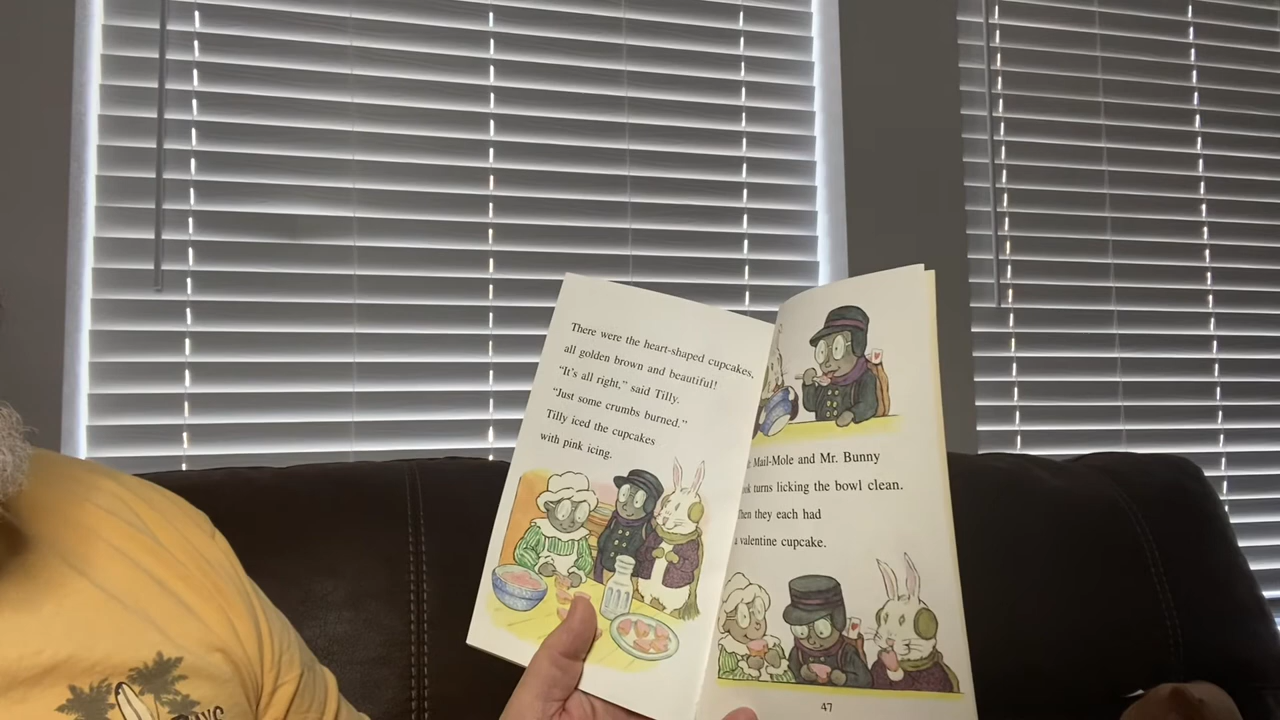 There were the heart-shaped cupcakes,
all golden brown and beautiful!
"It's all right," said Tilly.
"Just some crumbs burned."
Tilly iced the cupcakes
with pink icing.
Mail-Mole and Mr. Bunny
turns licking the bowl clean.
they each had
valentine cupcake.
47